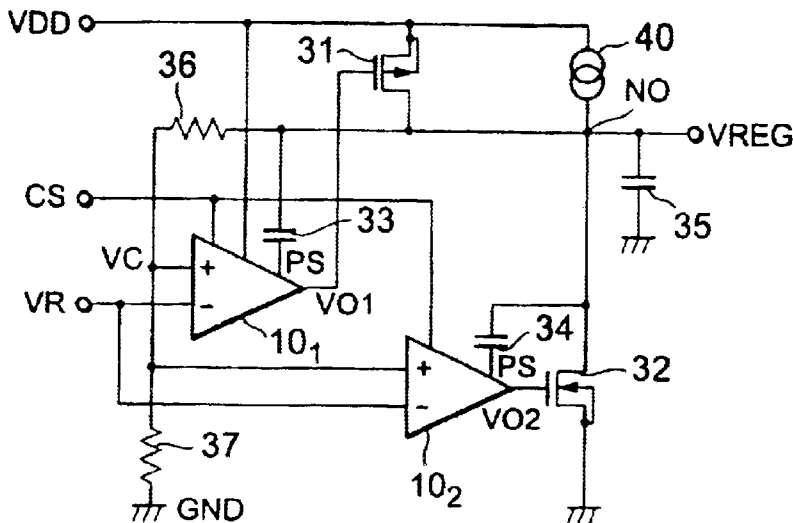 VDD
31
40
36
NO
VREG
CS
33
35
VC
+
PS
VR
-
VO1
34
10₁
+
PS
32
-
VO2
37
10₂
GND